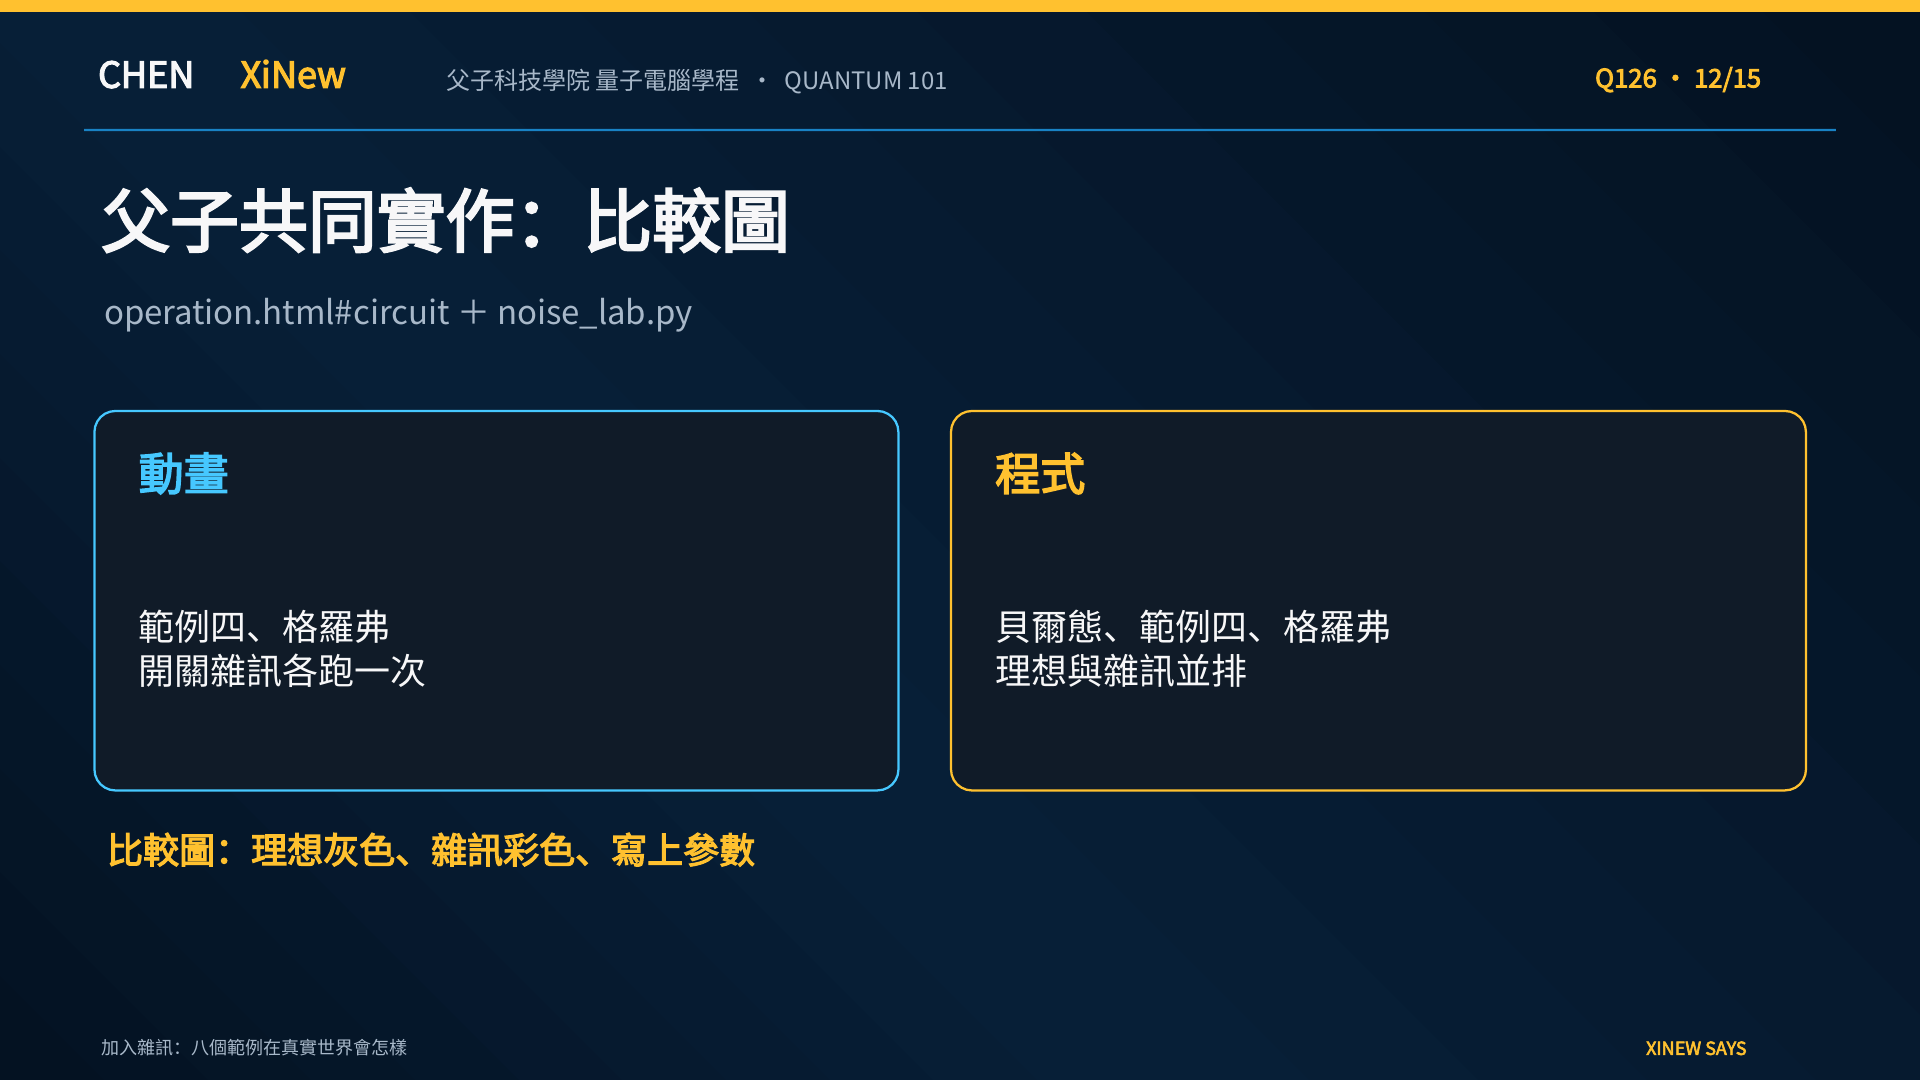 CHEN XiNew 父子科技學院 量子電腦學程 · QUANTUM 101 Q126 · 12/15
父子共同實作：比較圖
operation.html#circuit ＋ noise_lab.py
動畫
範例四、格羅弗
開關雜訊各跑一次
程式
貝爾態、範例四、格羅弗
理想與雜訊並排
比較圖：理想灰色、雜訊彩色、寫上參數
加入雜訊：八個範例在真實世界會怎樣
XINEW SAYS